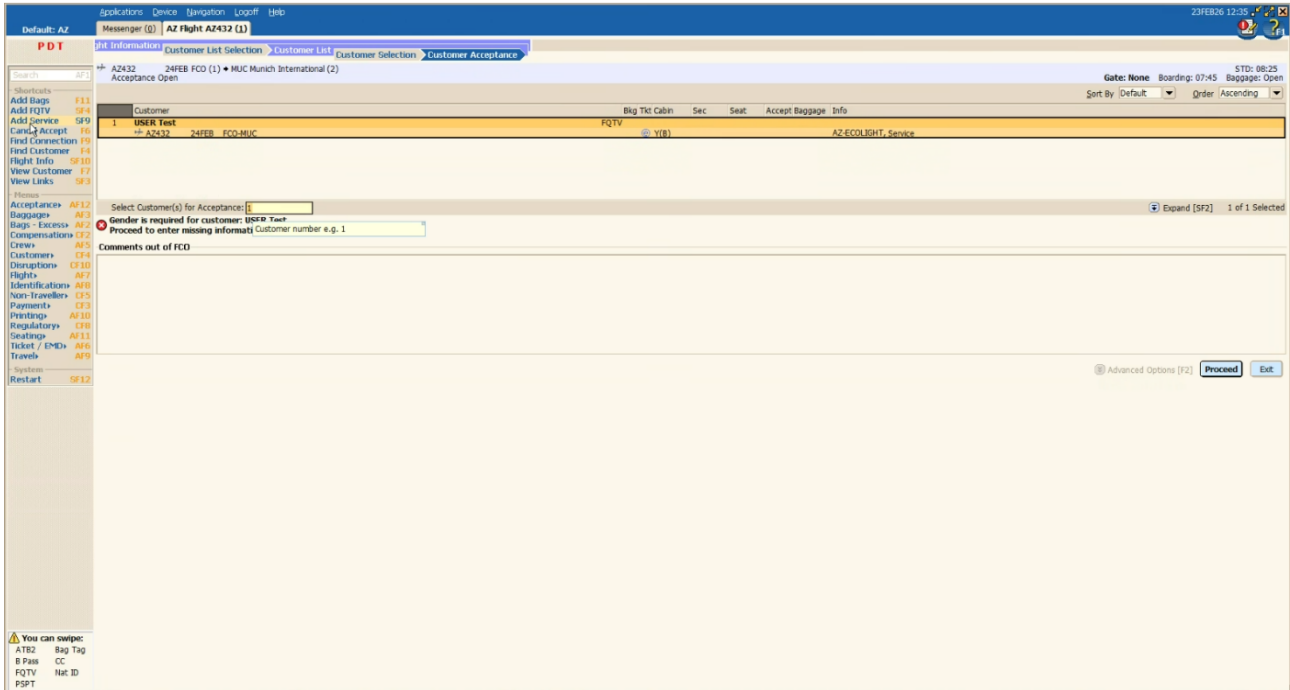 Applications Device Navigation Logoff Help
23FEB26 12:35
Default: AZ
Messenger (0) AZ Flight AZ432 (1)
F1
PDT
ght Information Customer List Selection Customer List Customer Selection Customer Acceptance
AZ432 24FEB FCO (1) MUC Munich International (2)
STD: 08:25
Acceptance Open
Gate: None Boarding: 07:45 Baggage: Open
Search AF1
Sort By Default Order Ascending
Shortcuts
Add Bags F11
Add FQTV SF4
Add Service SF9
Accept F6
Find Connection F9
Find Customer F4
Flight Info SF10
View Customer F7
View Links SF3
Customer Bkg Tkt Cabin Sec Seat Accept Baggage Info
1 USER Test FQTV
AZ432 24FEB FCO-MUC Y(B) AZ-ECOLIGHT, Service
Menus
Acceptance AF12
Baggage AF3
Bags - Excess AF2
Compensation CF2
Crew AF5
Customer CF4
Disruption CF10
Flight AF7
Identification AF8
Non-Traveller CF5
Payment CF3
Printing AF10
Regulatory CF8
Seating AF11
Ticket / EMD AF6
Travel AF9
System
Restart SF12
Select Customer(s) for Acceptance: 1
Expand [SF2] 1 of 1 Selected
Gender is required for customer: USER Test
Proceed to enter missing informati
Customer number e.g. 1
Comments out of FCO
Advanced Options [F2] Proceed Exit
You can swipe:
ATB2 Bag Tag
B Pass CC
FQTV Nat ID
PSPT